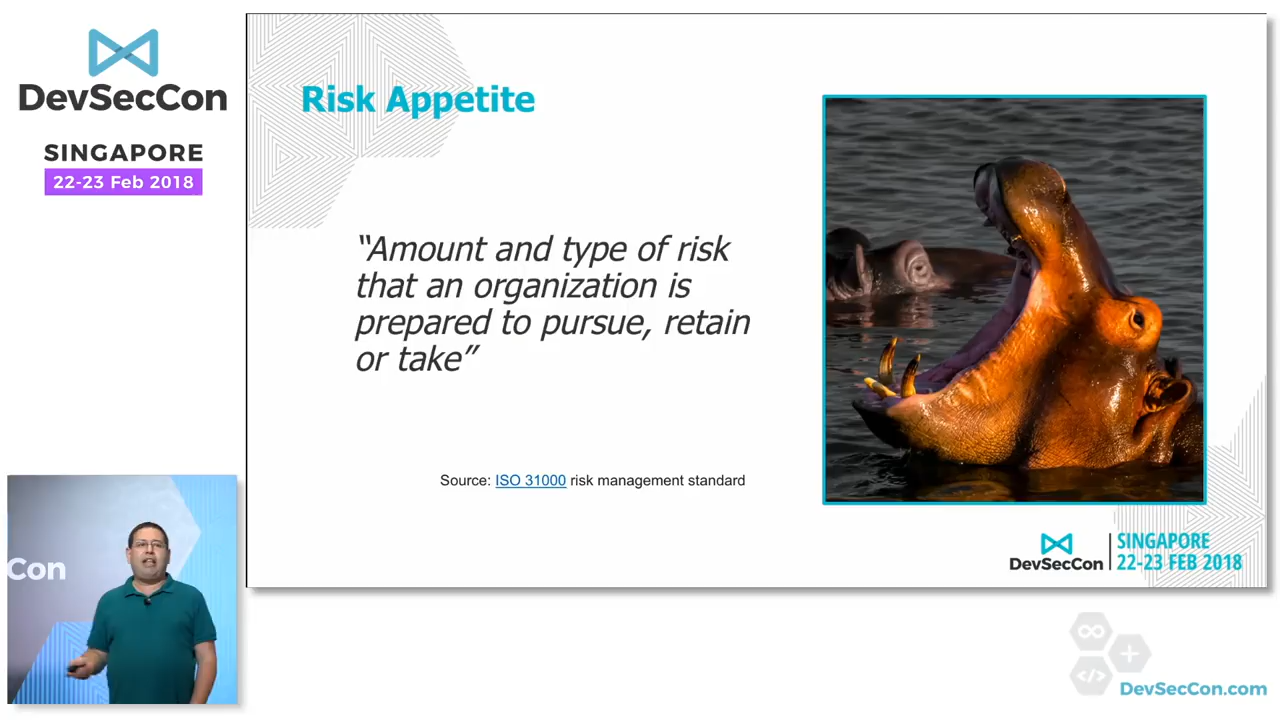 DevSecCon
SINGAPORE
22-23 Feb 2018
Risk Appetite
“Amount and type of risk
that an organization is
prepared to pursue, retain
or take”
Source: ISO 31000 risk management standard
DevSecCon
SINGAPORE
22-23 FEB 2018
Con
DevSecCon.com